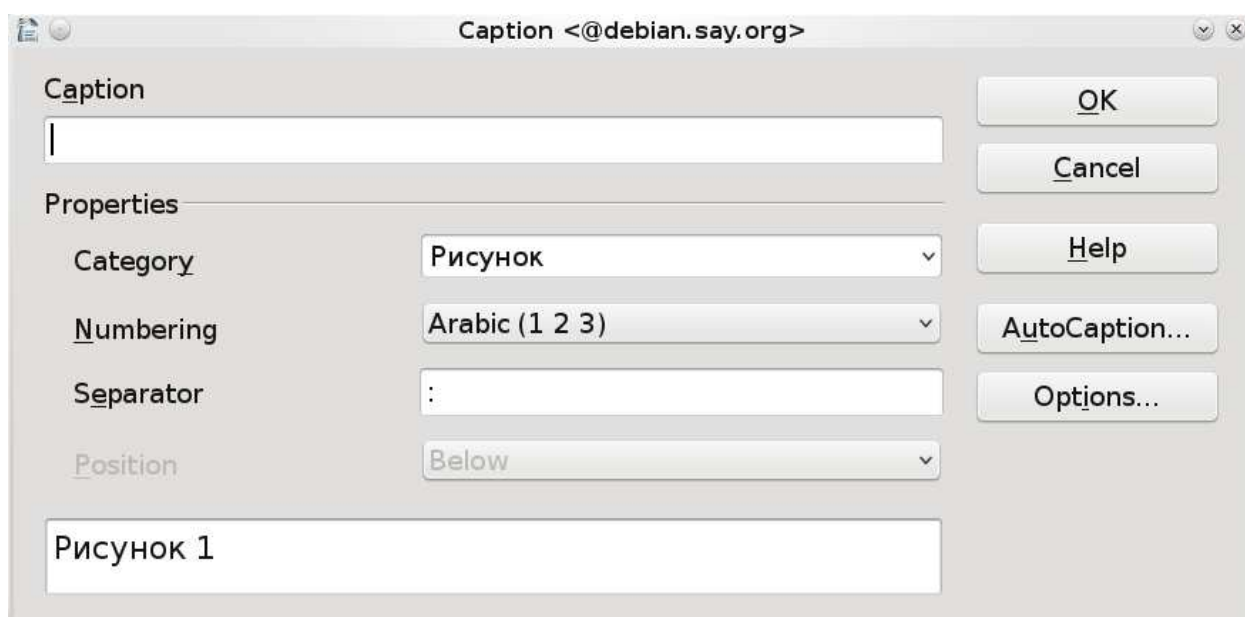 Caption <@debian.say.org>
Caption
OK
Cancel
Properties
Category Рисунок
Help
Numbering Arabic (1 2 3)
AutoCaption...
Separator :
Options...
Position Below
Рисунок 1